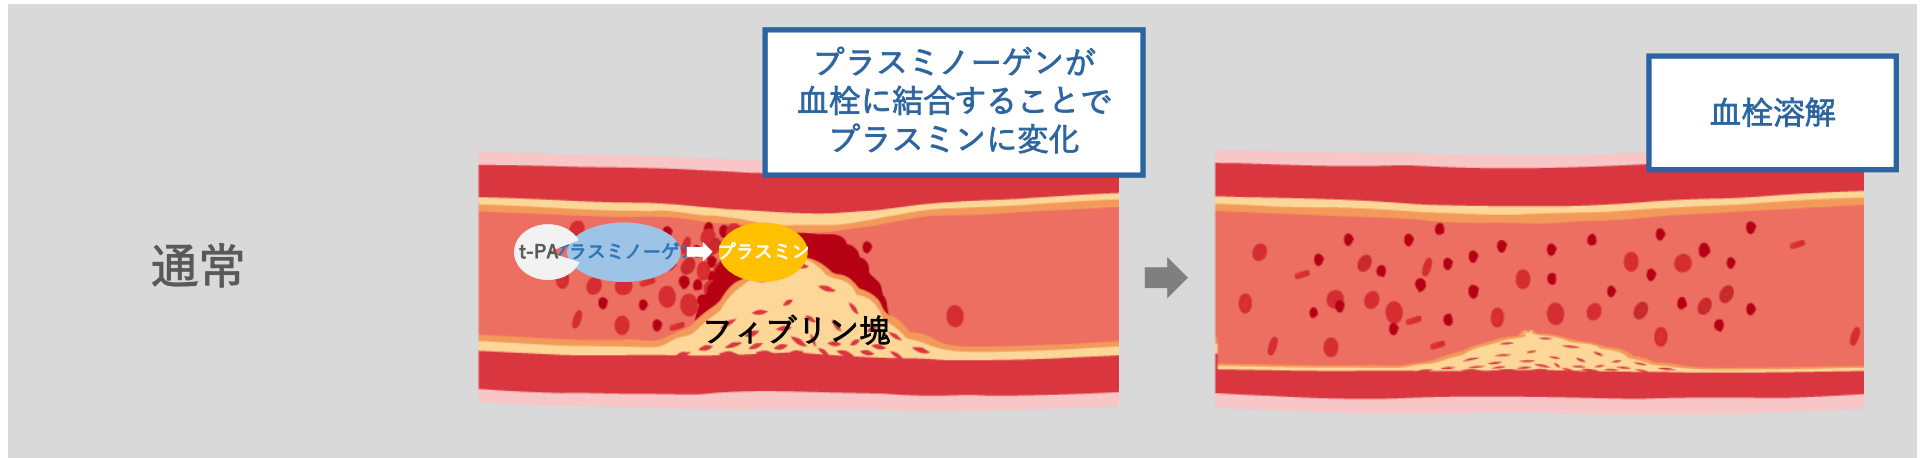 プラスミノーゲンが
血栓に結合することで
プラスミンに変化
血栓溶解
通常
t-PA
ラスミノーゲ
プラスミン
フィブリン塊